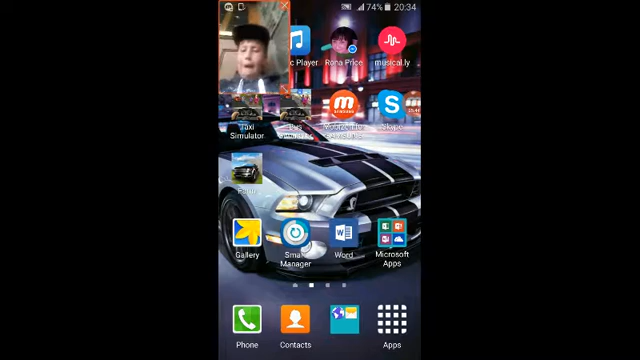 74% 20:34
c Player
Rona Price
musical.ly
Taxi
Simulator
Skype
Gallery
Smart
Manager
Word
Microsoft
Apps
Phone
Contacts
Apps